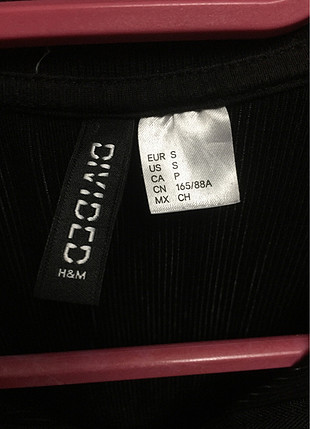 DIVIDED
H&M
EUR S
US S
CA P
CN 165/88A
MX CH